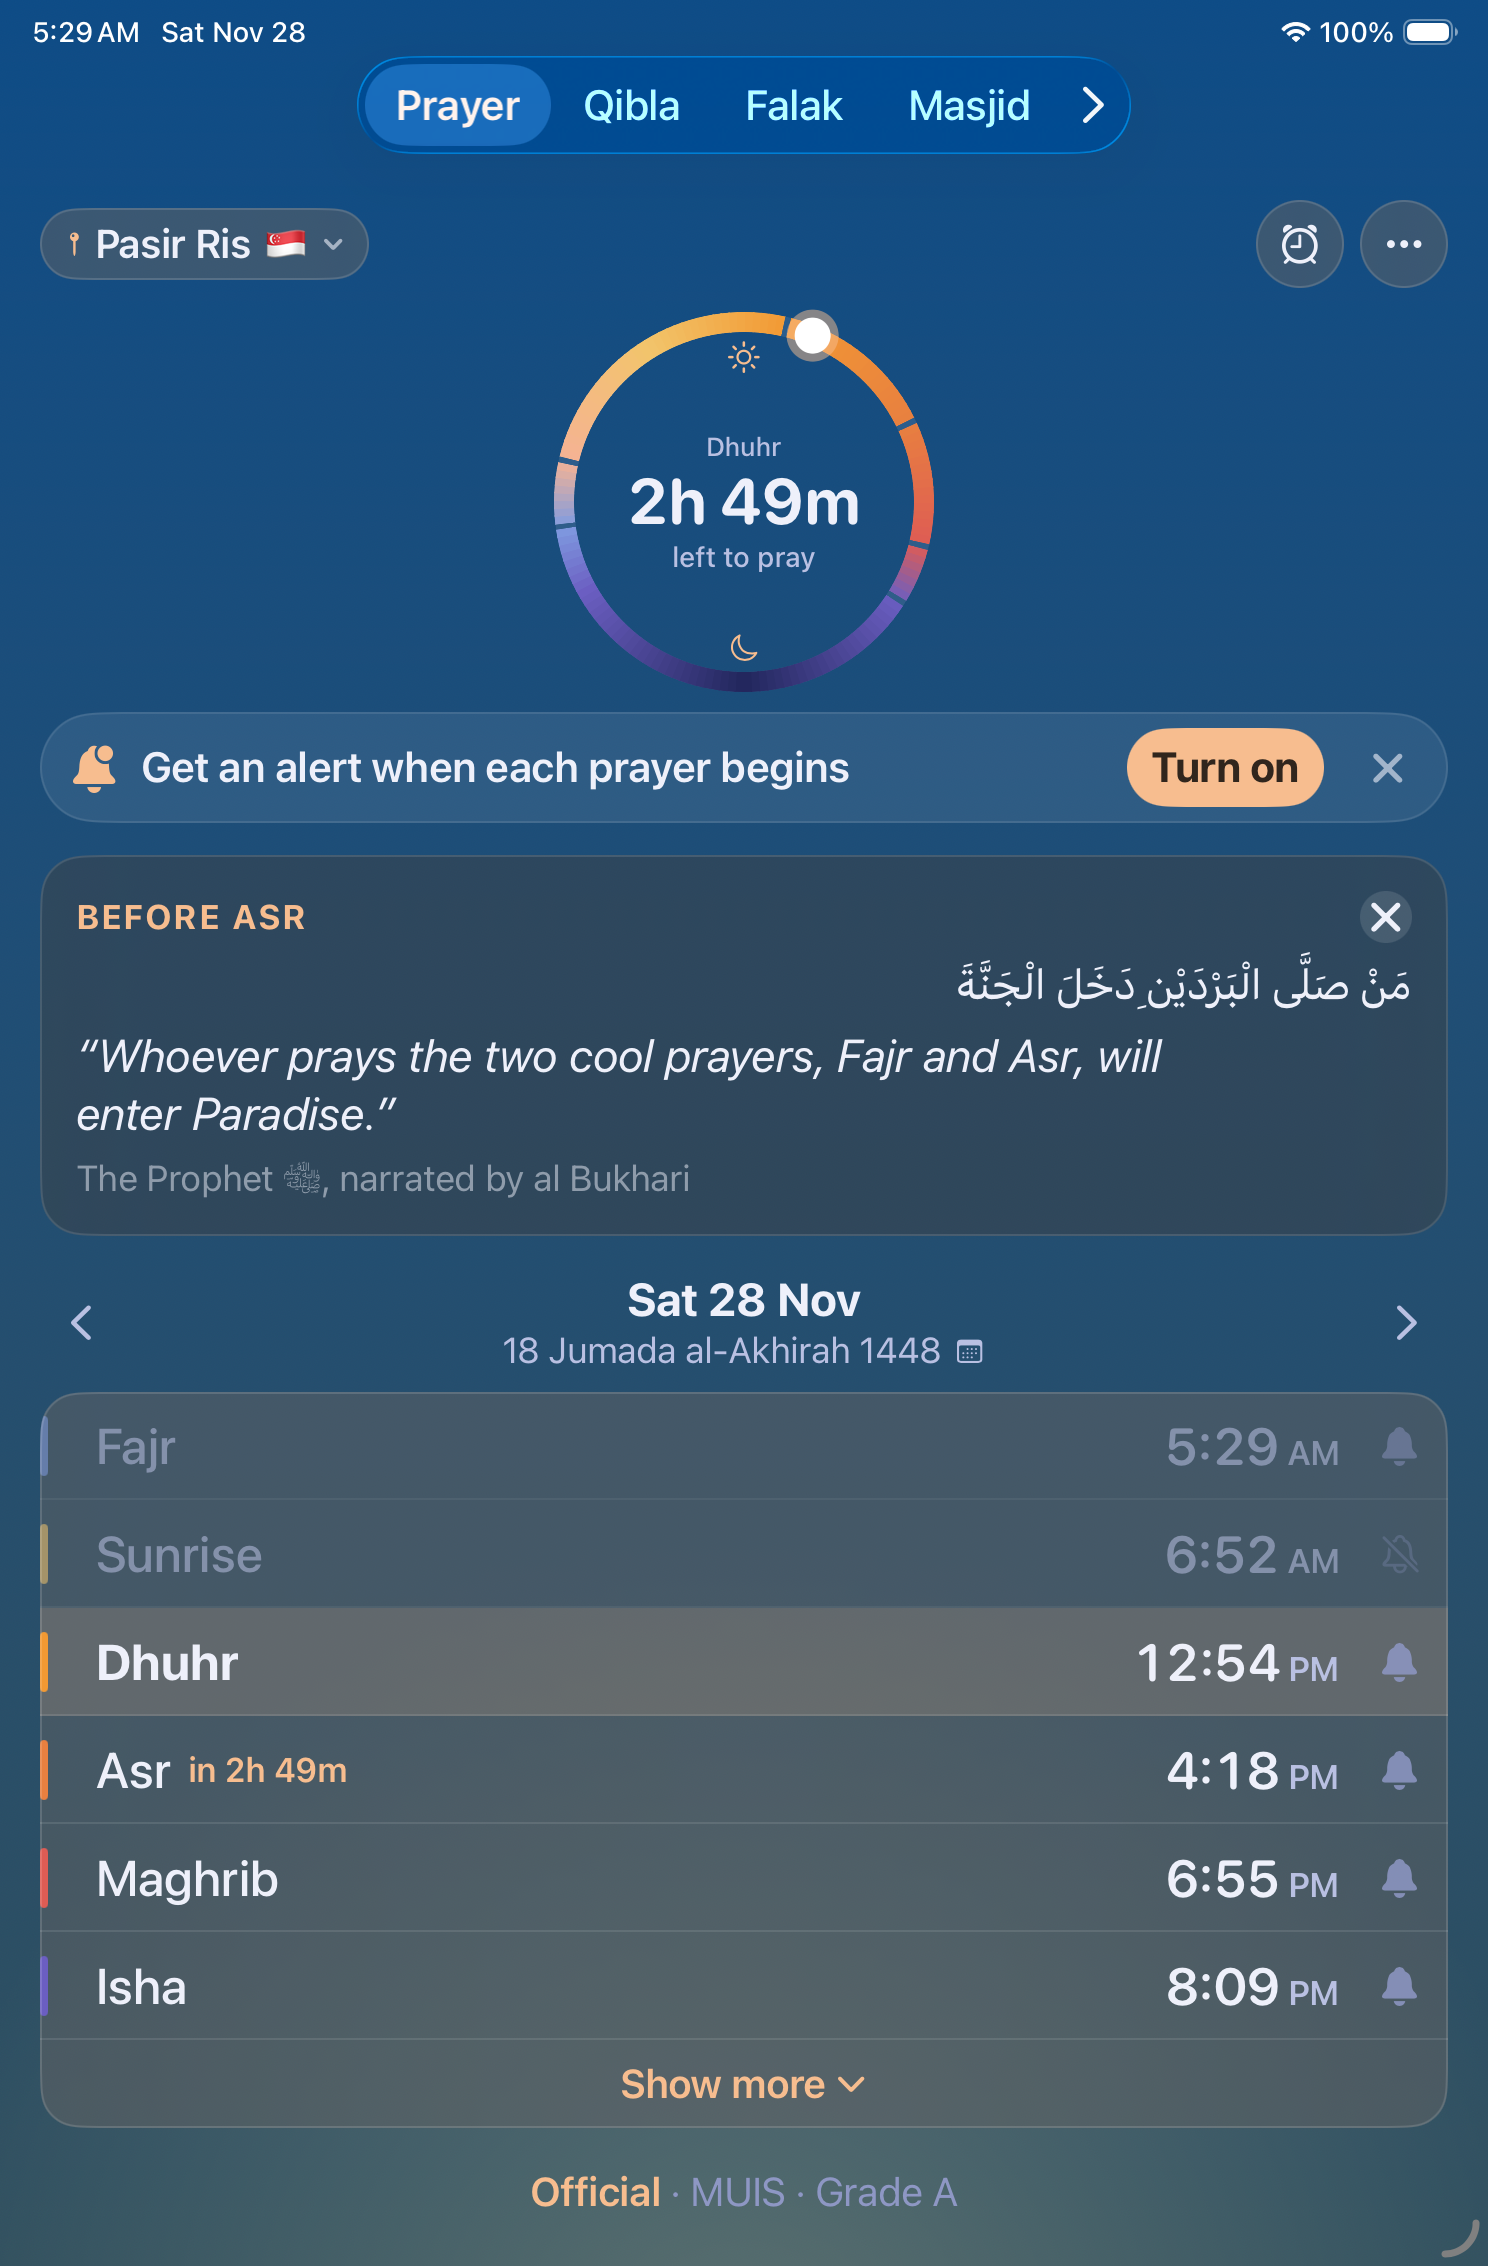 5:29 AM Sat Nov 28
100%
Prayer Qibla Falak Masjid
Pasir Ris
Dhuhr
2h 49m
left to pray
Get an alert when each prayer begins
Turn on
BEFORE ASR
مَنْ صَلَّى الْبَرْدَيْنِ دَخَلَ الْجَنَّةَ
“Whoever prays the two cool prayers, Fajr and Asr, will
enter Paradise.”
The Prophet ﷺ, narrated by al Bukhari
Sat 28 Nov
18 Jumada al-Akhirah 1448
Fajr 5:29 AM
Sunrise 6:52 AM
Dhuhr 12:54 PM
Asr in 2h 49m 4:18 PM
Maghrib 6:55 PM
Isha 8:09 PM
Show more
Official · MUIS · Grade A